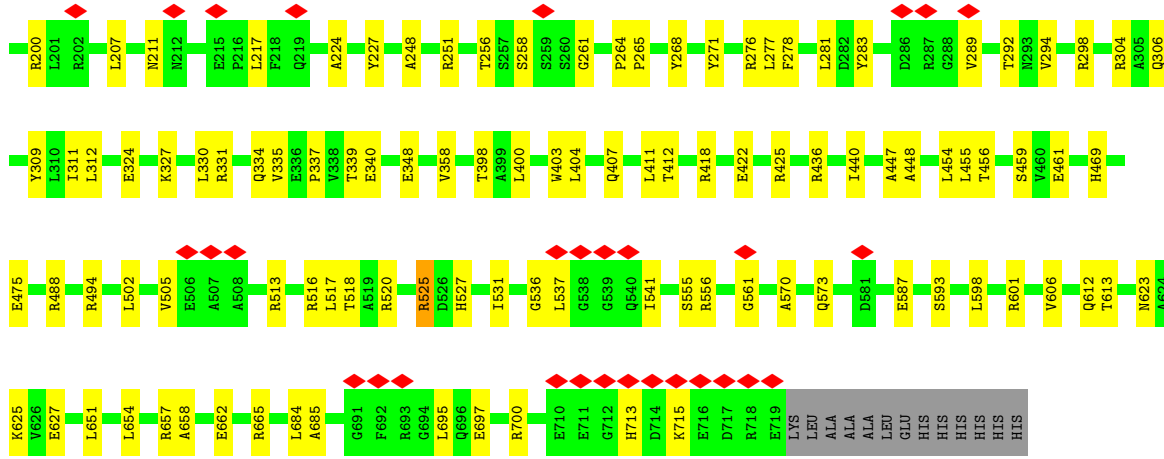 R200 L201 R202 L207 N211 N212 E215 P216 L217 F218 Q219 A224 Y227 A248 R251 T256 S257 S258 S259 S260 G261 P264 P265 Y268 Y271 R276 L277 F278 L281 D282 Y283 D286 R287 G288 V289 T292 N293 V294 R298 R304 A305 Q306
Y309 L310 I311 L312 E324 K327 L330 R331 Q334 V335 E336 P337 V338 T339 E340 E348 V358 T398 A399 L400 W403 L404 Q407 L411 T412 R418 E422 R425 R436 I440 A447 A448 L454 L455 T456 S459 V460 E461 H469
E475 R488 R494 L502 V505 E506 A507 A508 R513 R516 L517 T518 A519 R520 R525 D526 H527 I531 G536 L537 G538 G539 Q540 I541 S555 R556 G561 A570 Q573 D581 E587 S593 L598 R601 V606 Q612 T613 N623 A624
K625 V626 E627 L651 L654 R657 A658 E662 R665 L684 A685 G691 F692 R693 G694 L695 Q696 E697 R700 E710 E711 G712 H713 D714 K715 E716 D717 R718 E719 LYS LEU ALA ALA ALA LEU GLU HIS HIS HIS HIS HIS HIS